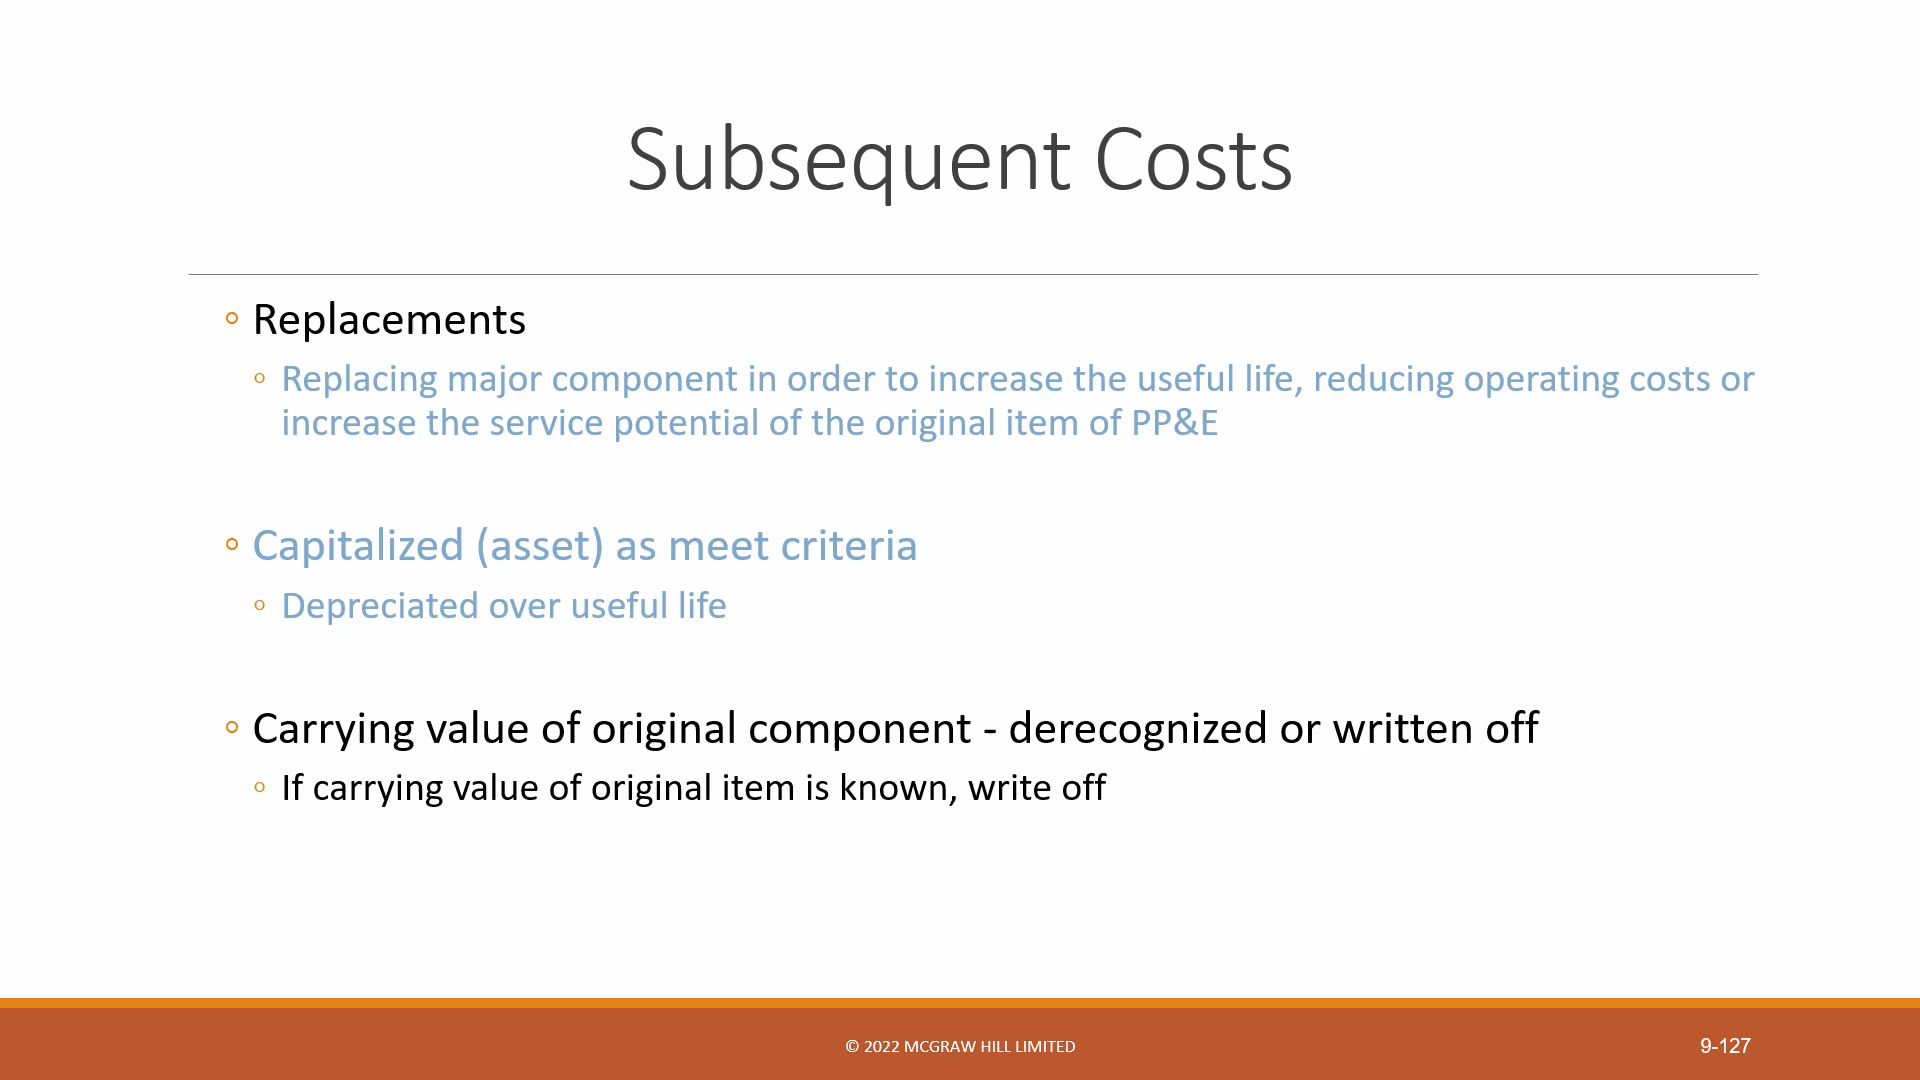 Subsequent Costs
Replacements
Replacing major component in order to increase the useful life, reducing operating costs or
increase the service potential of the original item of PP&E
Capitalized (asset) as meet criteria
Depreciated over useful life
Carrying value of original component - derecognized or written off
If carrying value of original item is known, write off
© 2022 MCGRAW HILL LIMITED
9-127